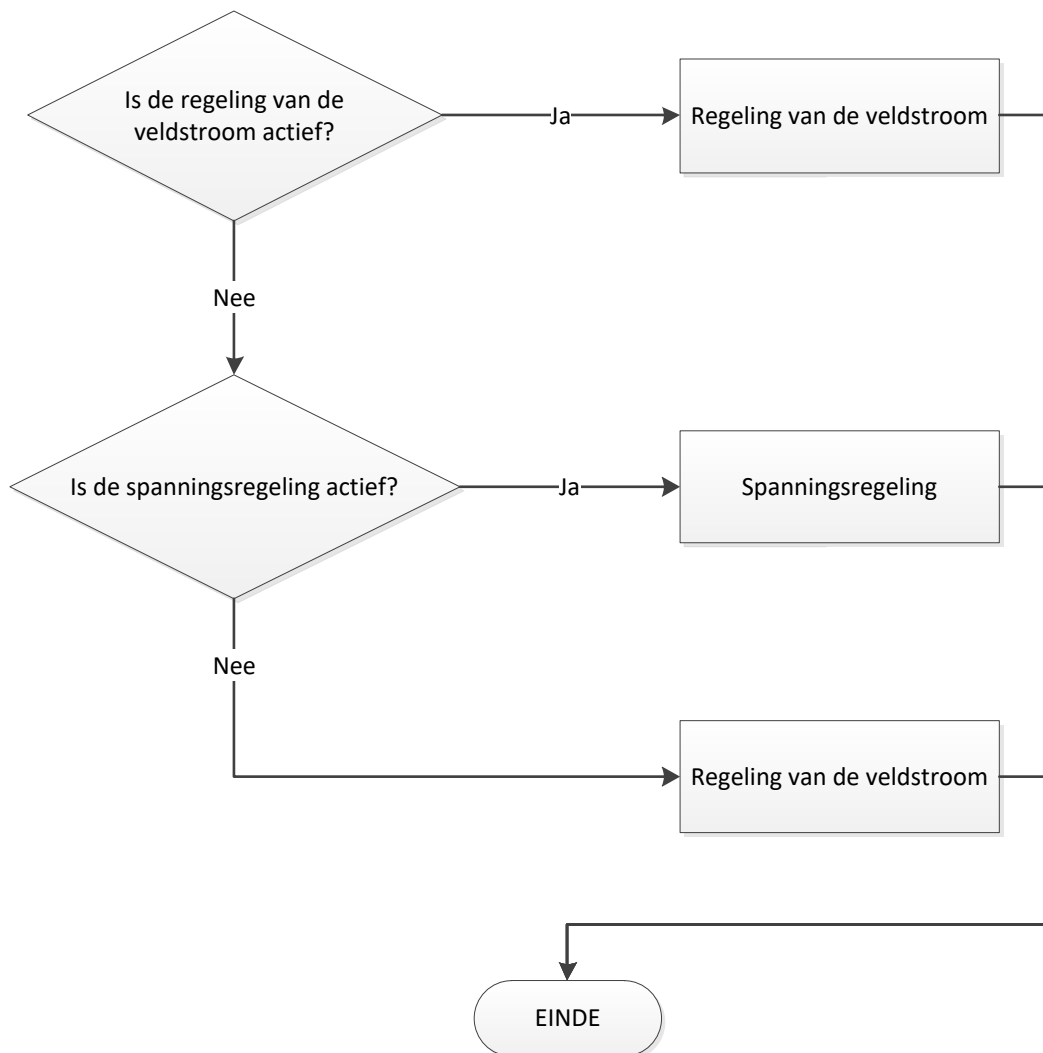 Is de regeling van de
veldstroom actief?
Ja
Regeling van de veldstroom
Nee
Is de spanningsregeling actief?
Ja
Spanningsregeling
Nee
Regeling van de veldstroom
EINDE